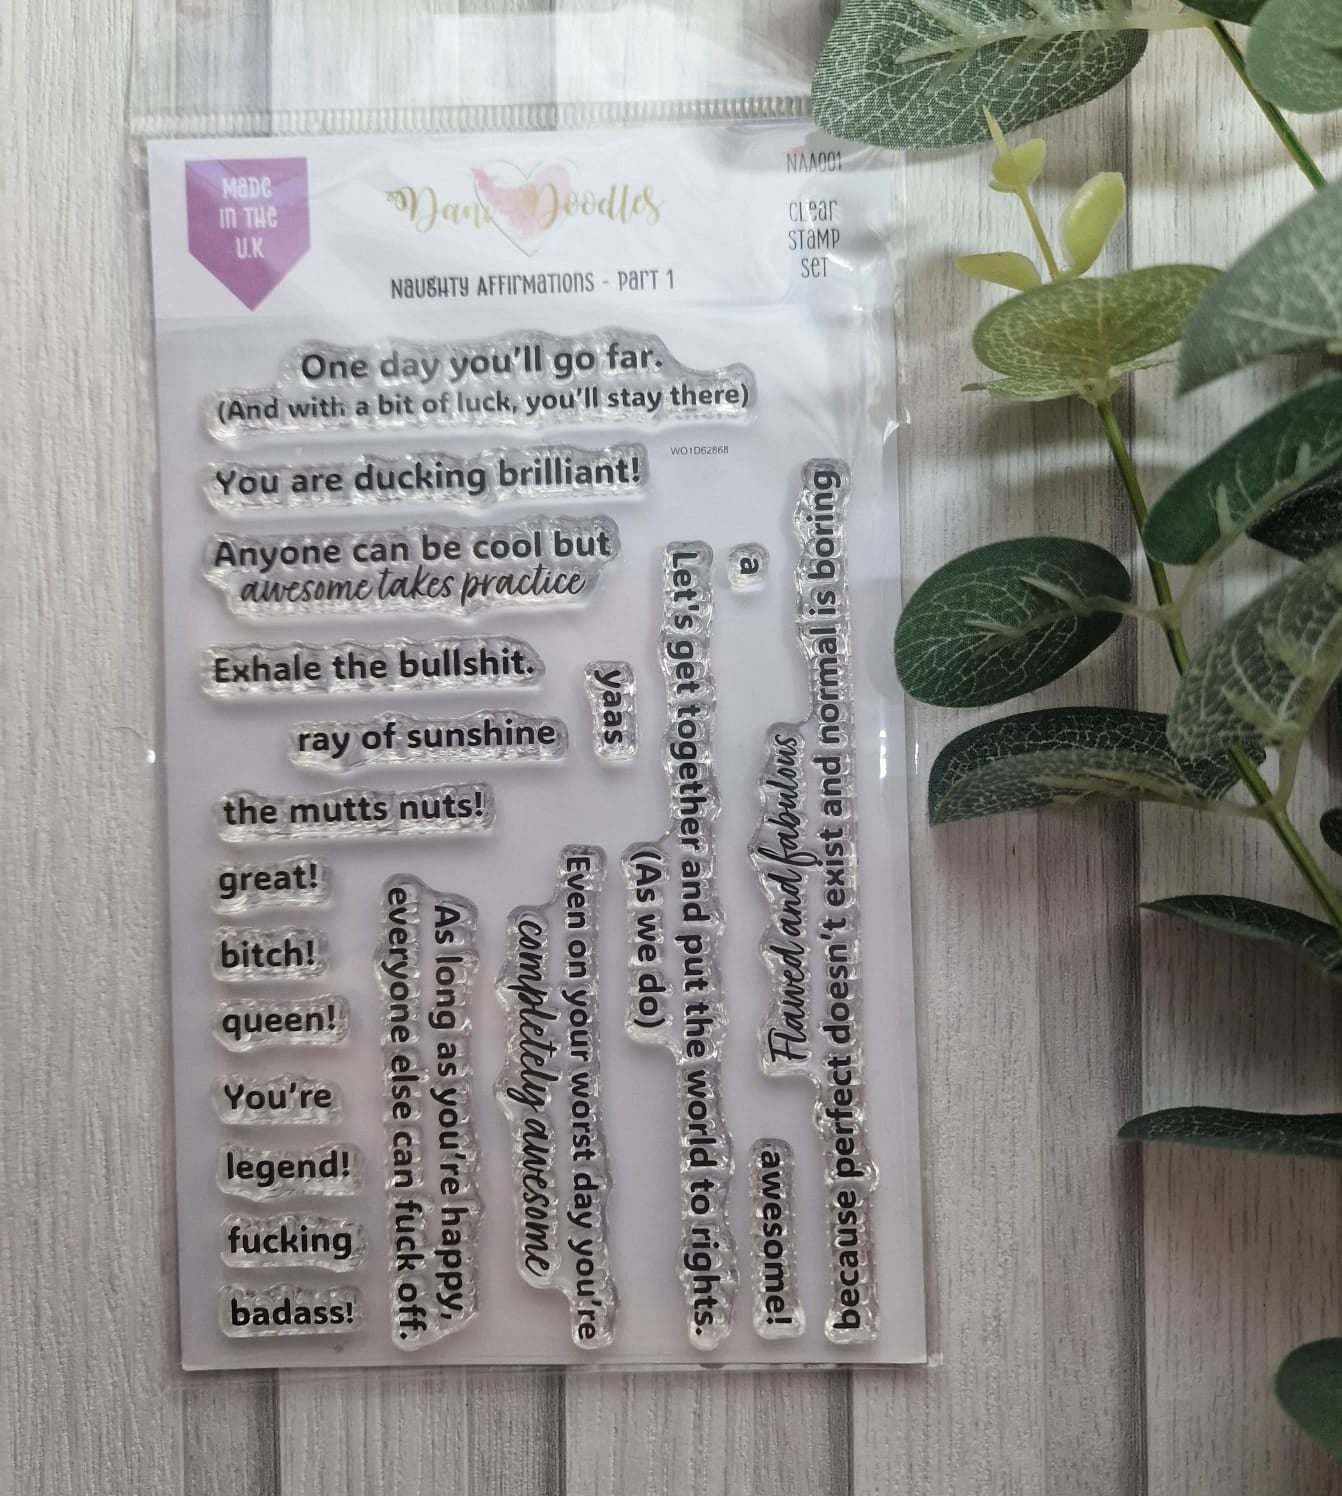 MADE
IN THE
U.K
Dani Doodles
NAUGHTY AFFIRMATIONS - PART 1
NAA001
CLEAR
STAMP
SET
One day you'll go far.
(And with a bit of luck, you'll stay there)
WO1D62868
You are ducking brilliant!
Anyone can be cool but
awesome takes practice
Exhale the bullshit.
ray of sunshine
yaas
the mutts nuts!
great!
bitch!
queen!
You're
legend!
fucking
badass!
As long as you're happy,
everyone else can fuck off.
Even on your worst day you're
completely awesome
Let's get together and put the world to rights.
(As we do)
a
awesome!
Flawed and fabulous
because perfect doesn't exist and normal is boring